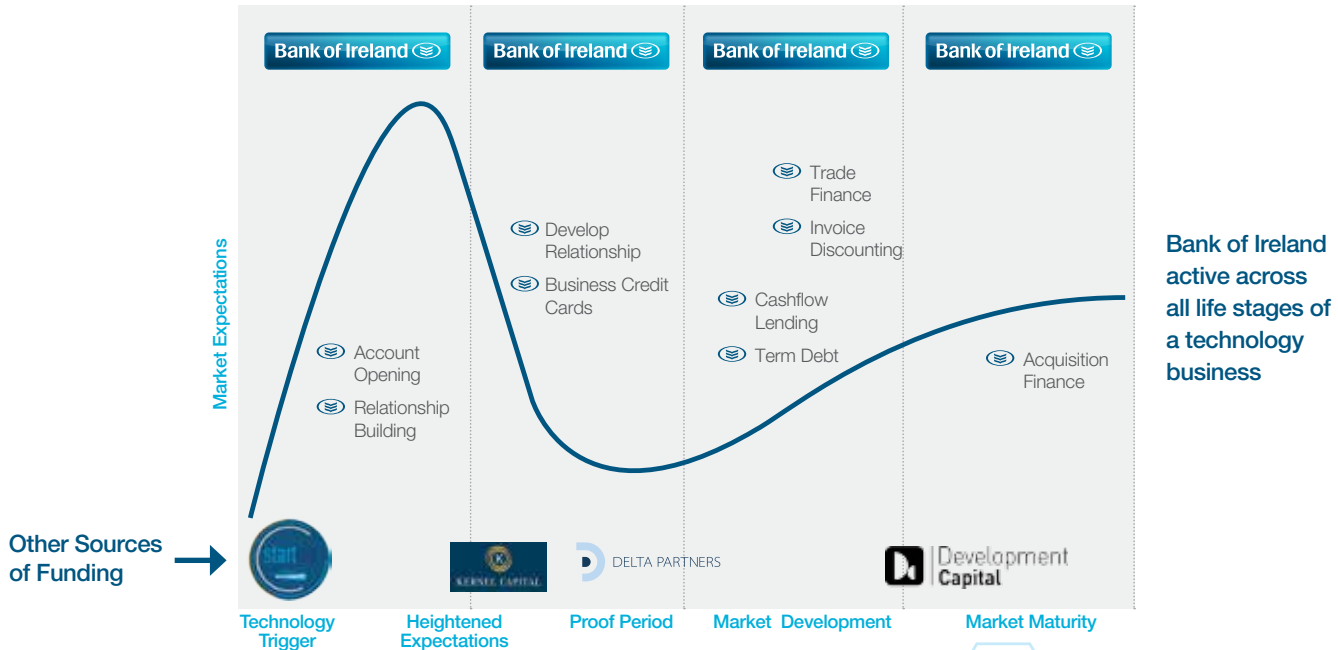 Bank of Ireland
Bank of Ireland
Bank of Ireland
Bank of Ireland
Market Expectations
Account
Opening
Relationship
Building
Develop
Relationship
Business Credit
Cards
Trade
Finance
Invoice
Discounting
Cashflow
Lending
Term Debt
Acquisition
Finance
Bank of Ireland
active across
all life stages of
a technology
business
Other Sources
of Funding
start
K
KERNEL CAPITAL
DELTA PARTNERS
Development
Capital
Technology
Trigger
Heightened
Expectations
Proof Period
Market Development
Market Maturity